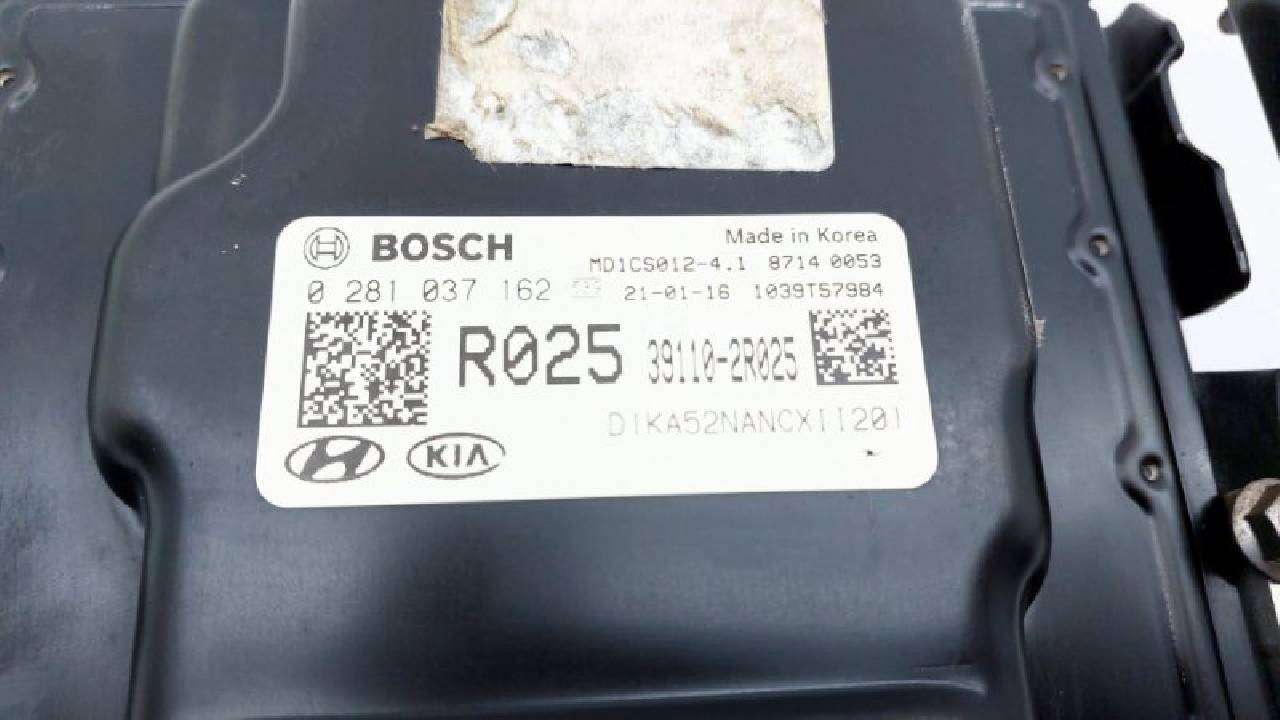 BOSCH
Made in Korea
MD1CS012-4.1 8714 0053
0 281 037 162
21-01-16 1039T57984
R025 39110-2R025
D1KA52NANCX11201
KIA